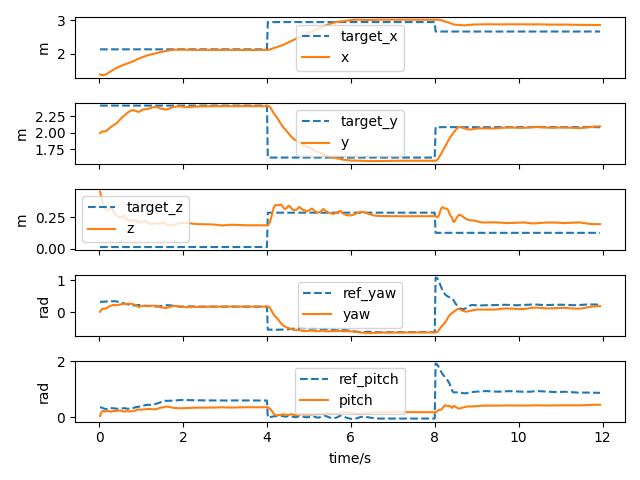 3
2
m
target_x
x
2.25
2.00
1.75
m
target_y
y
0.25
0.00
m
target_z
z
1
0
rad
ref_yaw
yaw
2
0
rad
ref_pitch
pitch
0 2 4 6 8 10 12
time/s